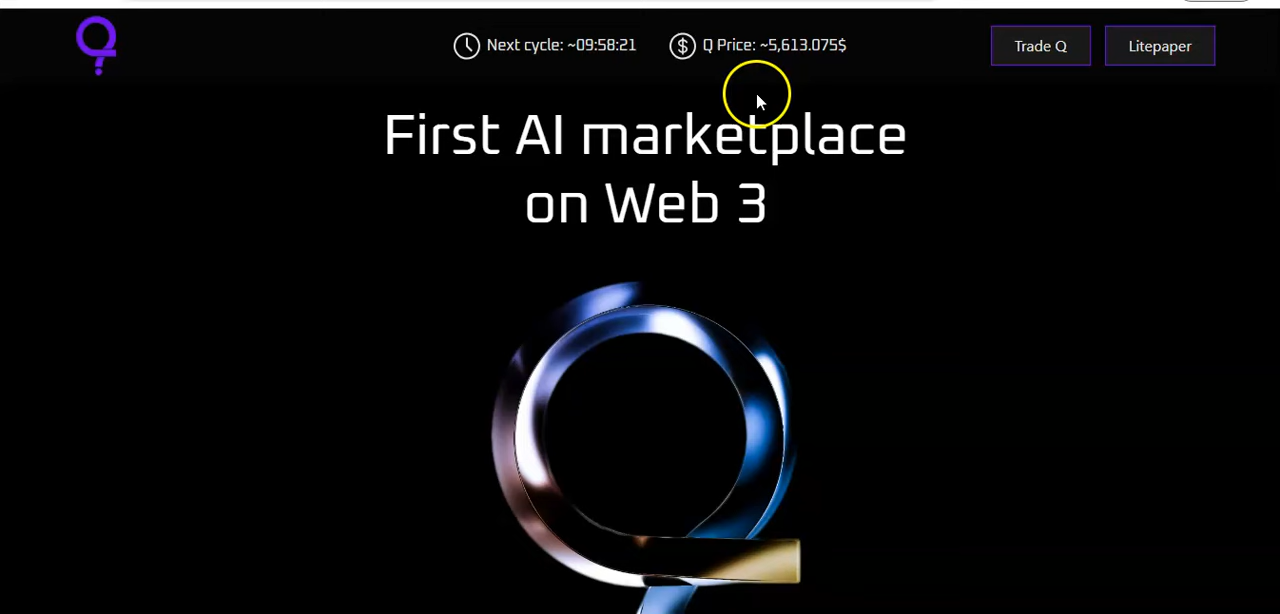 Next cycle: ~09:58:21
Q Price: ~5,613.075$
Trade Q
Litepaper
First AI marketplace
on Web 3